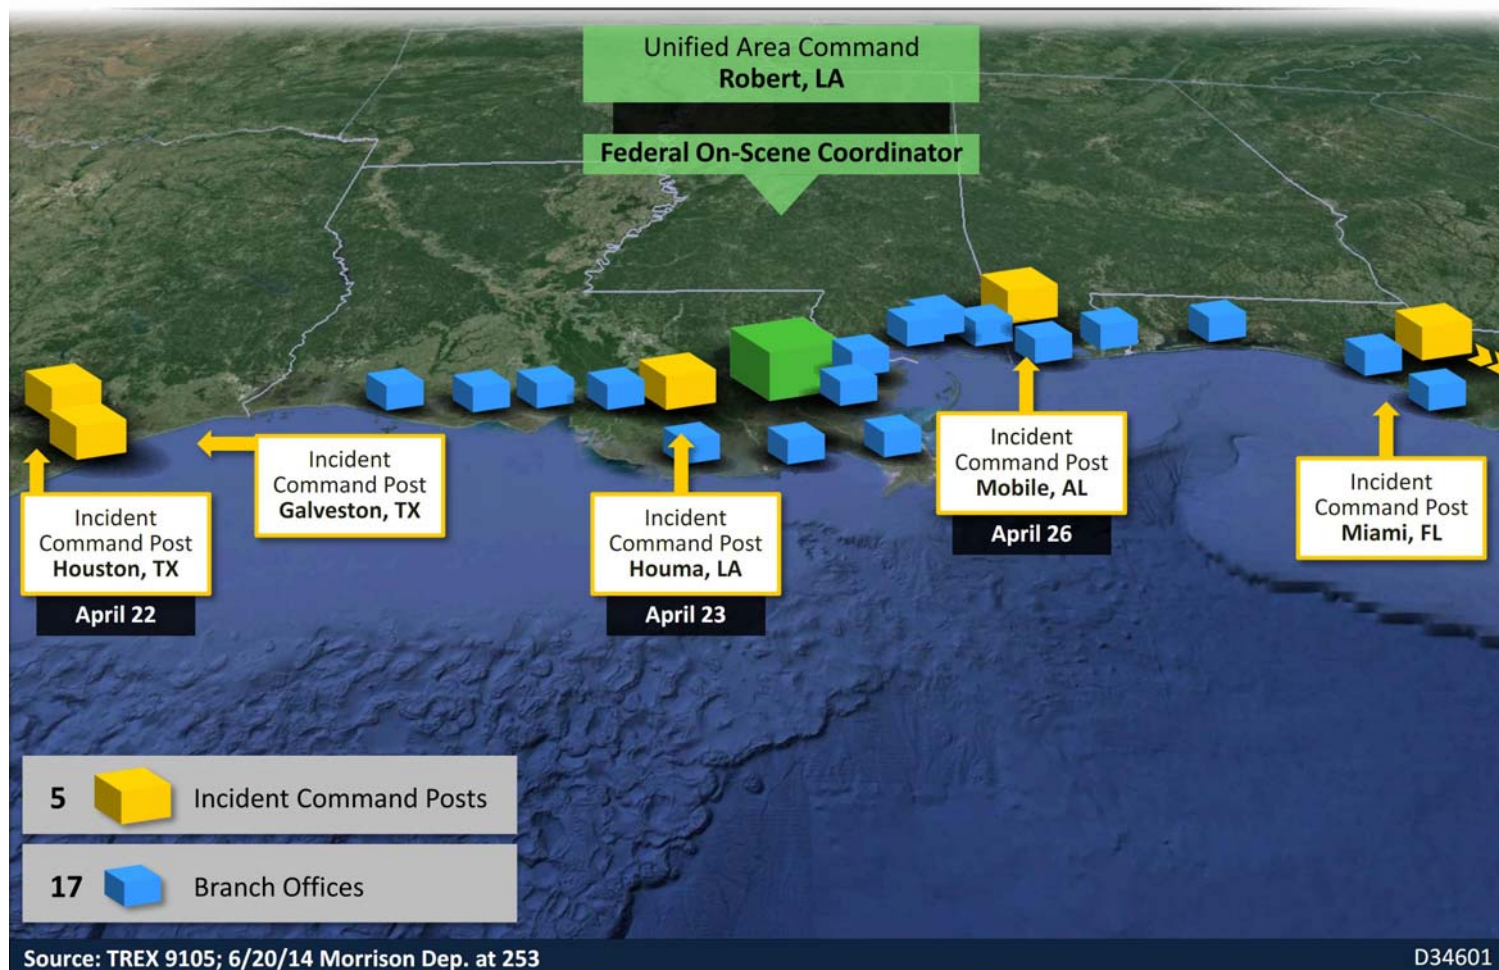 Unified Area Command
Robert, LA
Federal On-Scene Coordinator
Incident
Command Post
Houston, TX
April 22
Incident
Command Post
Galveston, TX
Incident
Command Post
Houma, LA
April 23
Incident
Command Post
Mobile, AL
April 26
Incident
Command Post
Miami, FL
5 Incident Command Posts
17 Branch Offices
Source: TREX 9105; 6/20/14 Morrison Dep. at 253
D34601